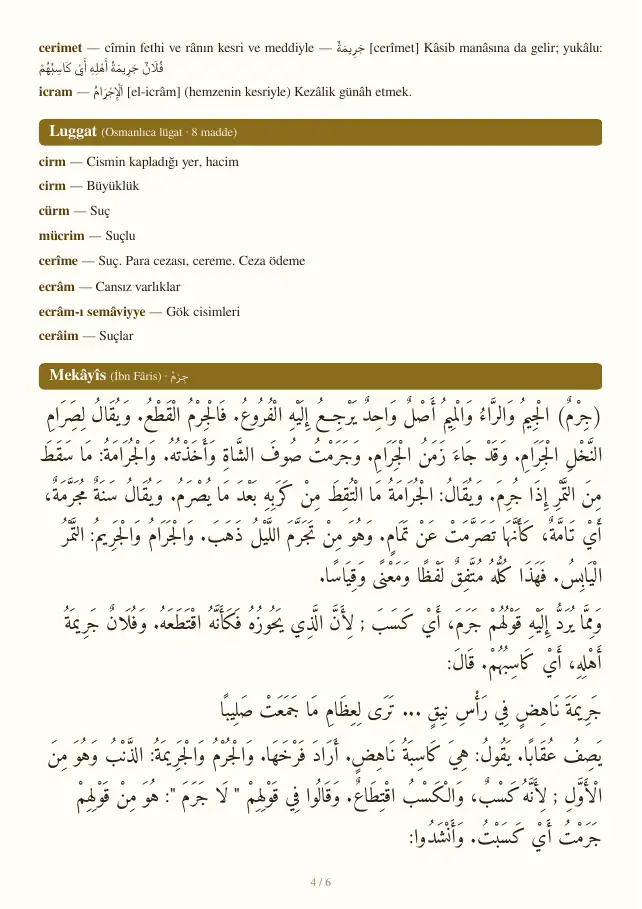 cerimet — cîmin fethi ve rânın kesri ve meddiyle — جَرِيمَةٌ [cerîmet] Kâsib manâsına da gelir; yukâlu:
فُلَانٌ جَرِيمَةُ أَهْلِهِ أَيْ كَاسِبُهُمْ
icram — اَلْإِجْرَامُ [el-icrâm] (hemzenin kesriyle) Kezâlik günâh etmek.
Luggat (Osmanlıca lügat · 8 madde)
cirm — Cismin kapladığı yer, hacim
cirm — Büyüklük
cürm — Suç
mücrim — Suçlu
cerîme — Suç. Para cezası, cereme. Ceza ödeme
ecrâm — Cansız varlıklar
ecrâm-ı semâviyye — Gök cisimleri
cerâim — Suçlar
Mekâyîs (İbn Fâris) · جِرْمٌ
(جِرْمٌ) الْجِيمُ وَالرَّاءُ وَالْمِيمُ أَصْلٌ وَاحِدٌ يَرْجِعُ إِلَيْهِ الْفُرُوعُ. فَالْجِرْمُ الْقَطْعُ. وَيُقَالُ لِصَرَامِ
النَّخْلِ الْجَرَامِ. وَقَدْ جَاءَ زَمَنُ الْجَرَامِ. وَجَرَمْتُ صُوفَ الشَّاةِ وَأَخَذْتُهُ. وَالْجُرَامَةُ: مَا سَقَطَ
مِنَ التَّمْرِ إِذَا جُرِمَ. وَيُقَالُ: الْجُرَامَةُ مَا الْتُقِطَ مِنْ كَرَبِهِ بَعْدَ مَا يُصْرَمُ. وَيُقَالُ سَنَةٌ مُجَرَّمَةٌ،
أَيْ تَامَّةٌ، كَأَنَّهَا تَصَرَّمَتْ عَنْ تَمَامٍ. وَهُوَ مِنْ تَجَرَّمَ اللَّيْلُ ذَهَبَ. وَالْجَرَامُ وَالْجَرِيمُ: التَّمْرُ
الْيَابِسُ. فَهَذَا كُلُّهُ مُتَّفِقٌ لَفْظًا وَمَعْنًى وَقِيَاسًا.
وَمِمَّا يُرَدُّ إِلَيْهِ قَوْلُهُمْ جَرَمَ، أَيْ كَسَبَ ; لِأَنَّ الَّذِي يَحُوزُهُ فَكَأَنَّهُ اقْتَطَعَهُ. وَفُلَانٌ جَرِيمَةُ
أَهْلِهِ، أَيْ كَاسِبُهُمْ. قَالَ:
جَرِيمَةَ نَاهِضٍ فِي رَأْسِ نِيقٍ ... تَرَى لِعِظَامِ مَا جَمَعَتْ صَلِيبًا
يَصِفُ عُقَابًا. يَقُولُ: هِيَ كَاسِبَةُ نَاهِضٍ. أَرَادَ فَرْخَهَا. وَالْجُرْمُ وَالْجَرِيمَةُ: الذَّنْبُ وَهُوَ مِنَ
الْأَوَّلِ ; لِأَنَّهُ كَسْبٌ، وَالْكَسْبُ اقْتِطَاعٌ. وَقَالُوا فِي قَوْلِهِمْ " لَا جَرَمَ ": هُوَ مِنْ قَوْلِهِمْ
جَرَمْتُ أَيْ كَسَبْتُ. وَأَنْشَدُوا:
4 / 6